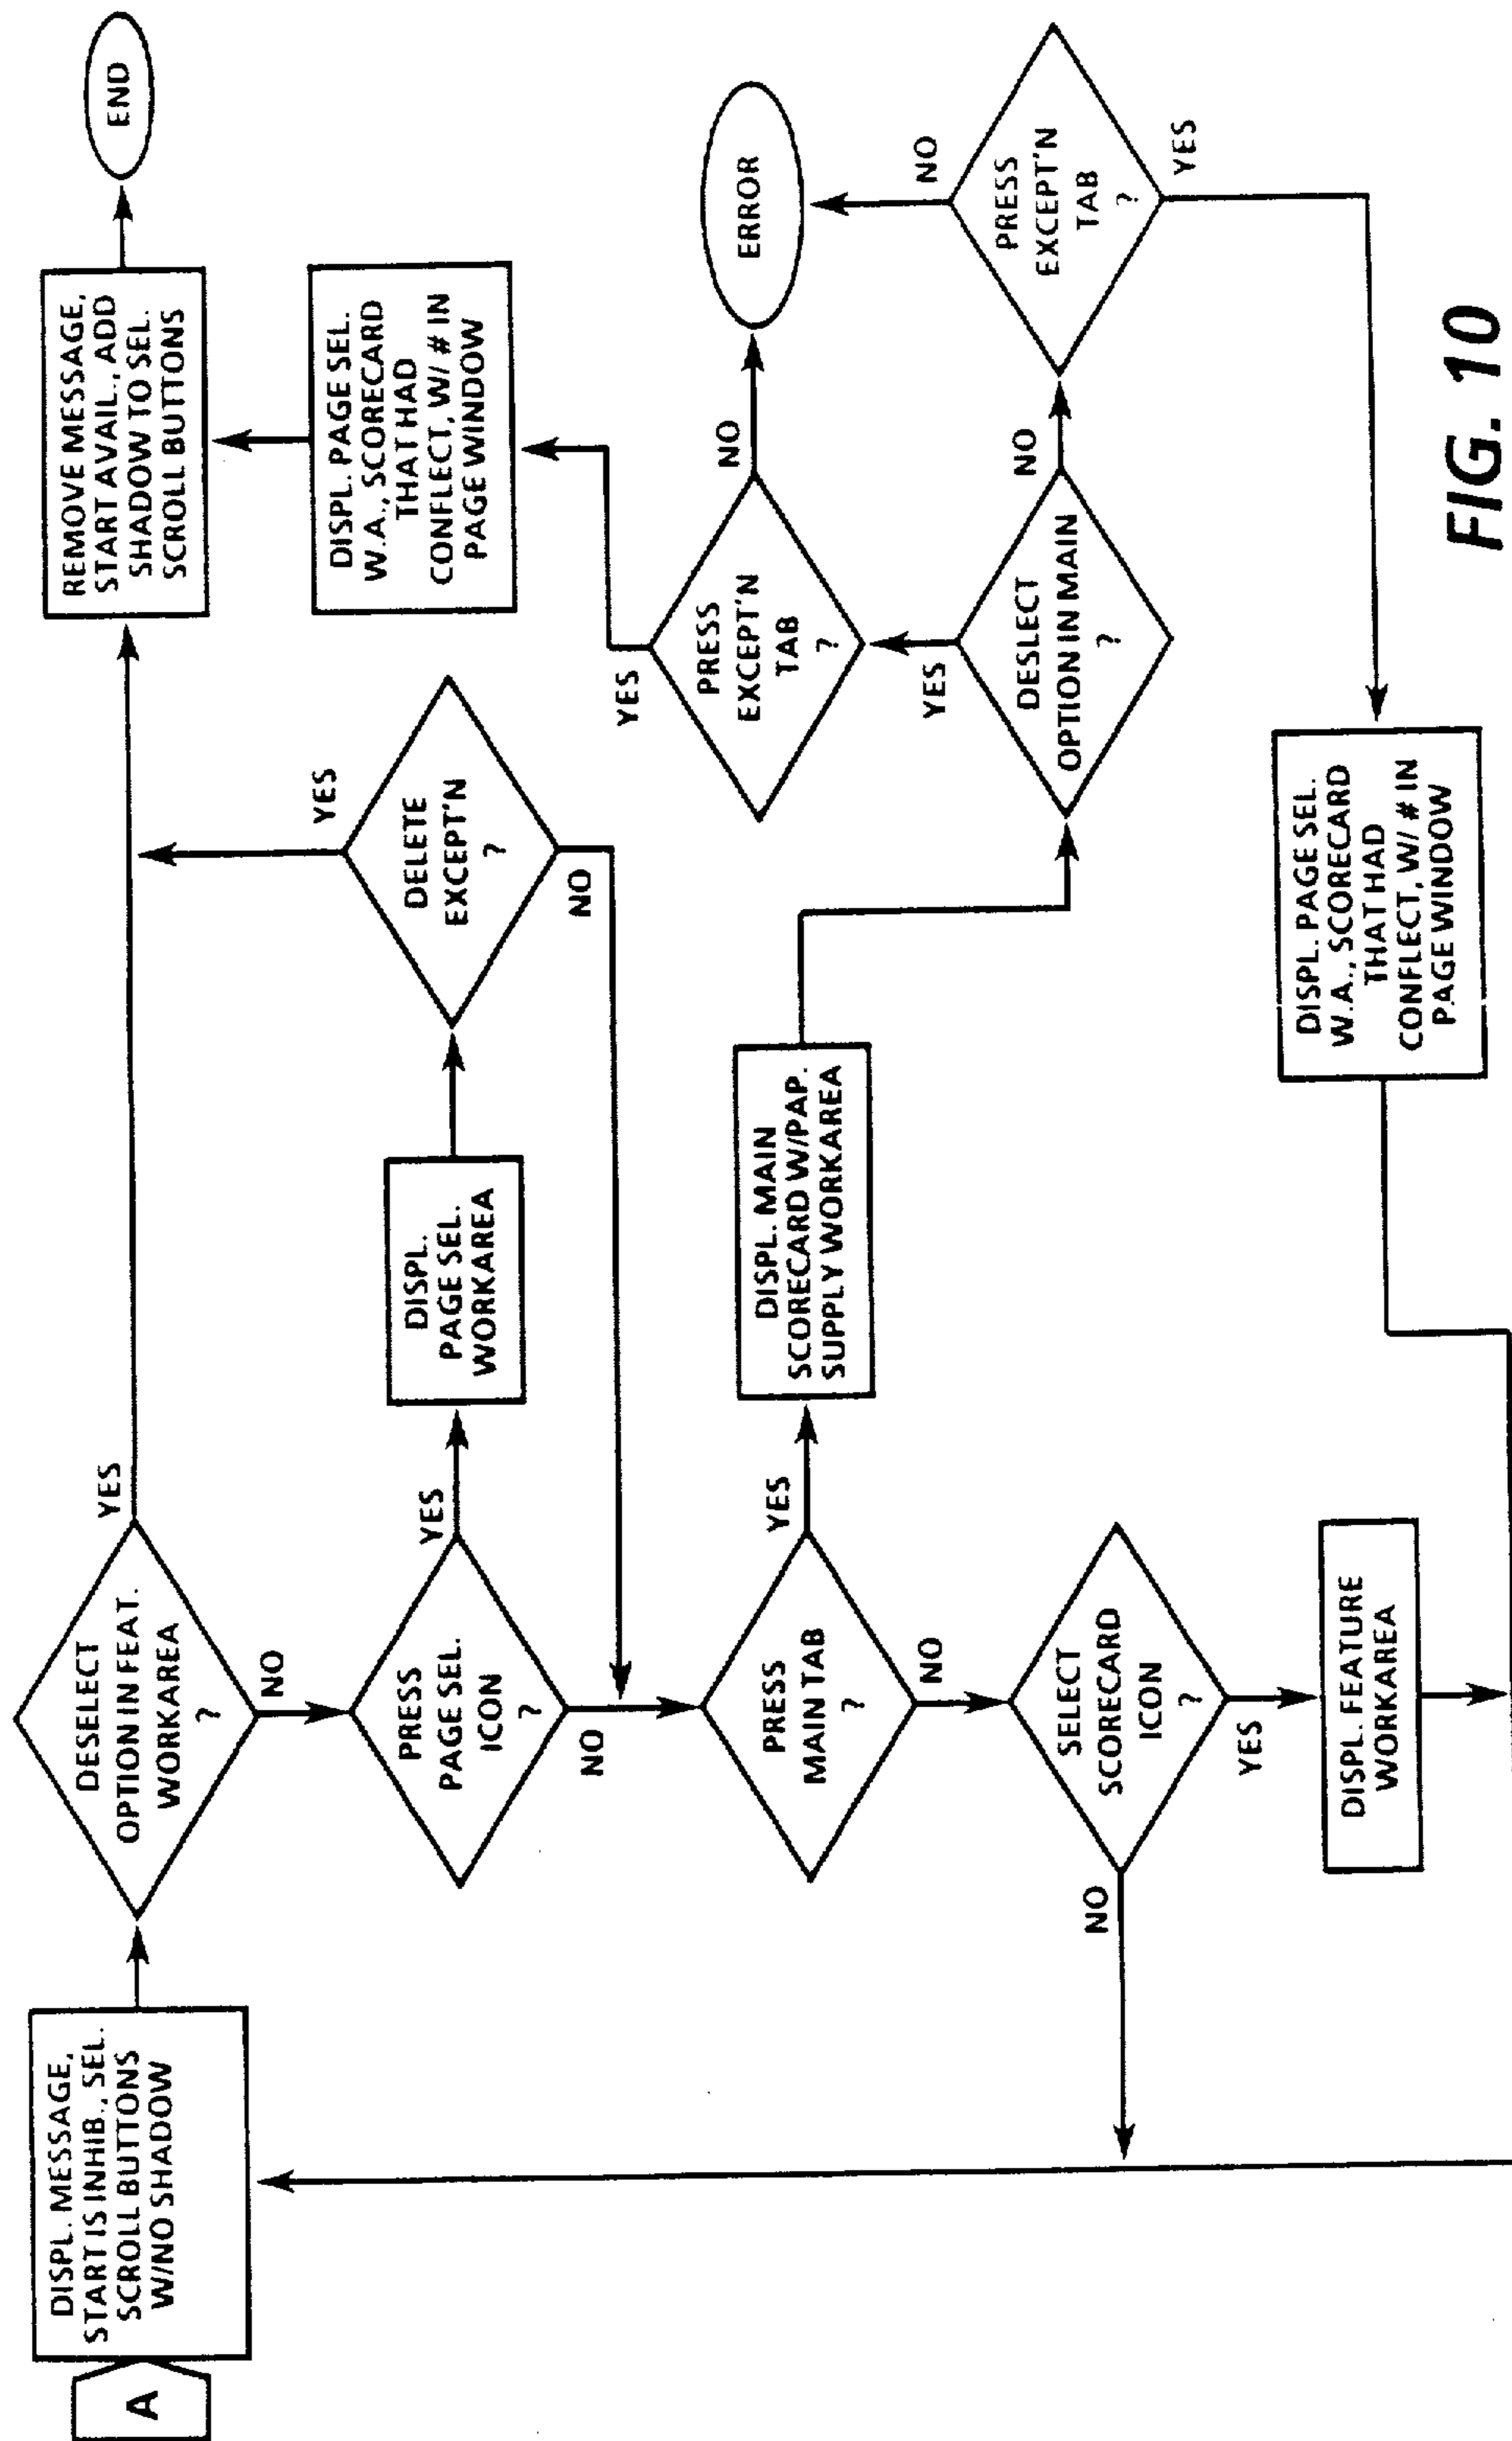 A
DISPL. MESSAGE,
START IS INHIB., SEL.
SCROLL BUTTONS
W/NO SHADOW
DESELECT
OPTION IN FEAT.
WORKAREA
?
YES
NO
REMOVE MESSAGE,
START AVAIL., ADD
SHADOW TO SEL.
SCROLL BUTTONS
END
PRESS
PAGE SEL.
ICON
?
YES
NO
DISPL.
PAGE SEL.
WORKAREA
DELETE
EXCEPT'N
?
YES
NO
DISPL. PAGE SEL.
W.A., SCORECARD
THAT HAD
CONFLECT, W/ # IN
PAGE WINDOW
PRESS
MAIN TAB
?
YES
NO
DISPL. MAIN
SCORECARD W/PAP.
SUPPLY WORKAREA
PRESS
EXCEPT'N
TAB
?
YES
NO
ERROR
SELECT
SCORECARD
ICON
?
NO
YES
DESLECT
OPTION IN MAIN
?
YES
NO
PRESS
EXCEPT'N
TAB
?
NO
YES
DISPL. FEATURE
WORKAREA
DISPL. PAGE SEL.
W.A., SCORECARD
THAT HAD
CONFLECT, W/ # IN
PAGE WINDOW
FIG. 10